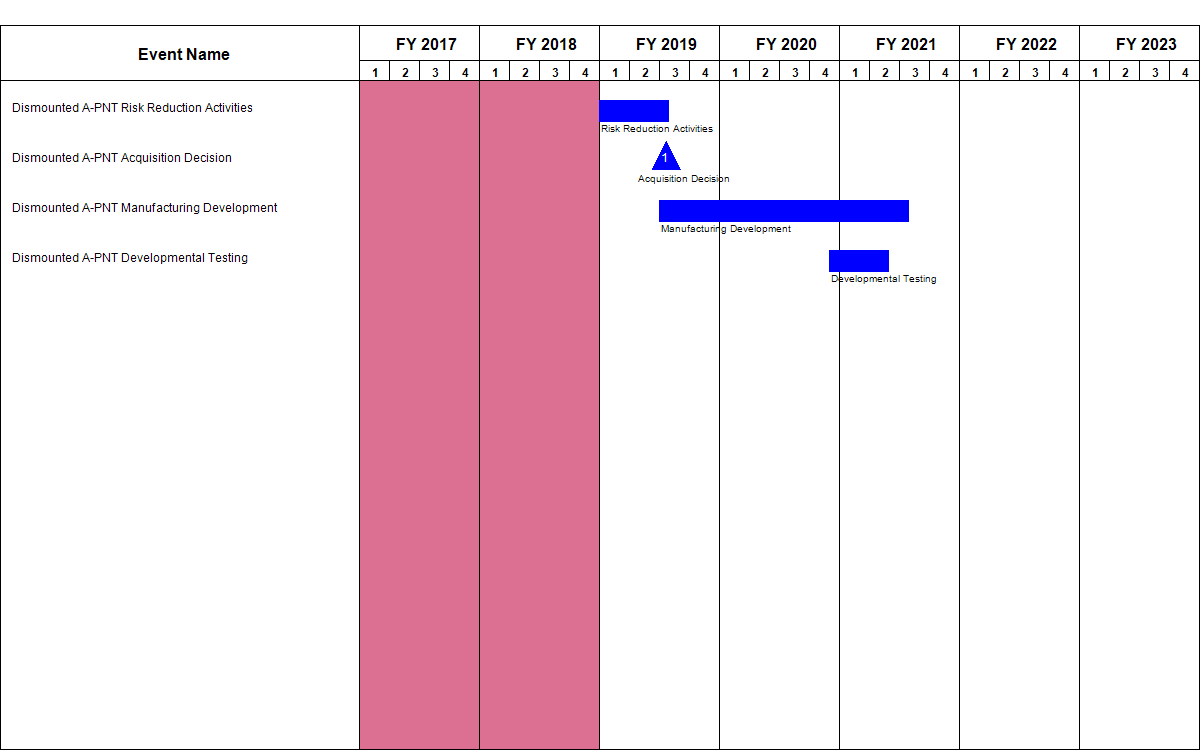 Event Name
FY 2017 FY 2018 FY 2019 FY 2020 FY 2021 FY 2022 FY 2023
1 2 3 4 1 2 3 4 1 2 3 4 1 2 3 4 1 2 3 4 1 2 3 4 1 2 3 4
Dismounted A-PNT Risk Reduction Activities
Risk Reduction Activities
Dismounted A-PNT Acquisition Decision
1
Acquisition Decision
Dismounted A-PNT Manufacturing Development
Manufacturing Development
Dismounted A-PNT Developmental Testing
Developmental Testing